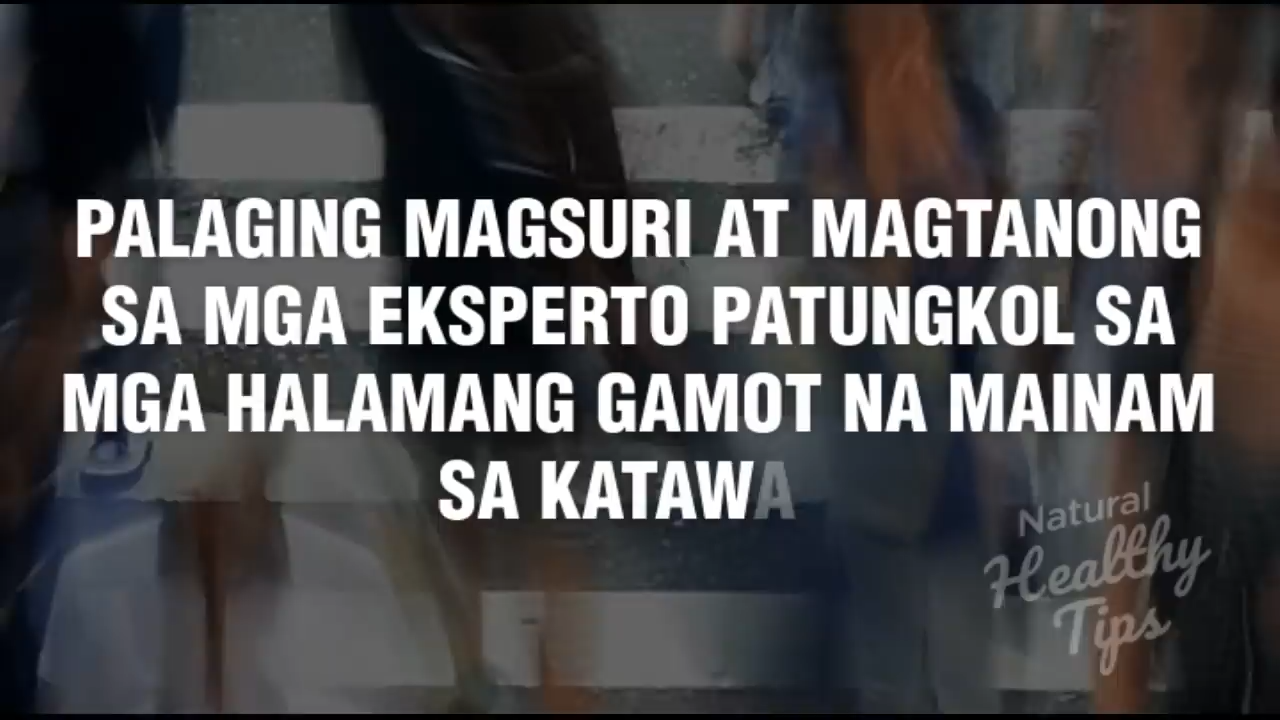 PALAGING MAGSURI AT MAGTANONG
SA MGA EKSPERTO PATUNGKOL SA
MGA HALAMANG GAMOT NA MAINAM
SA KATAWA
Natural
Healthy
Tips